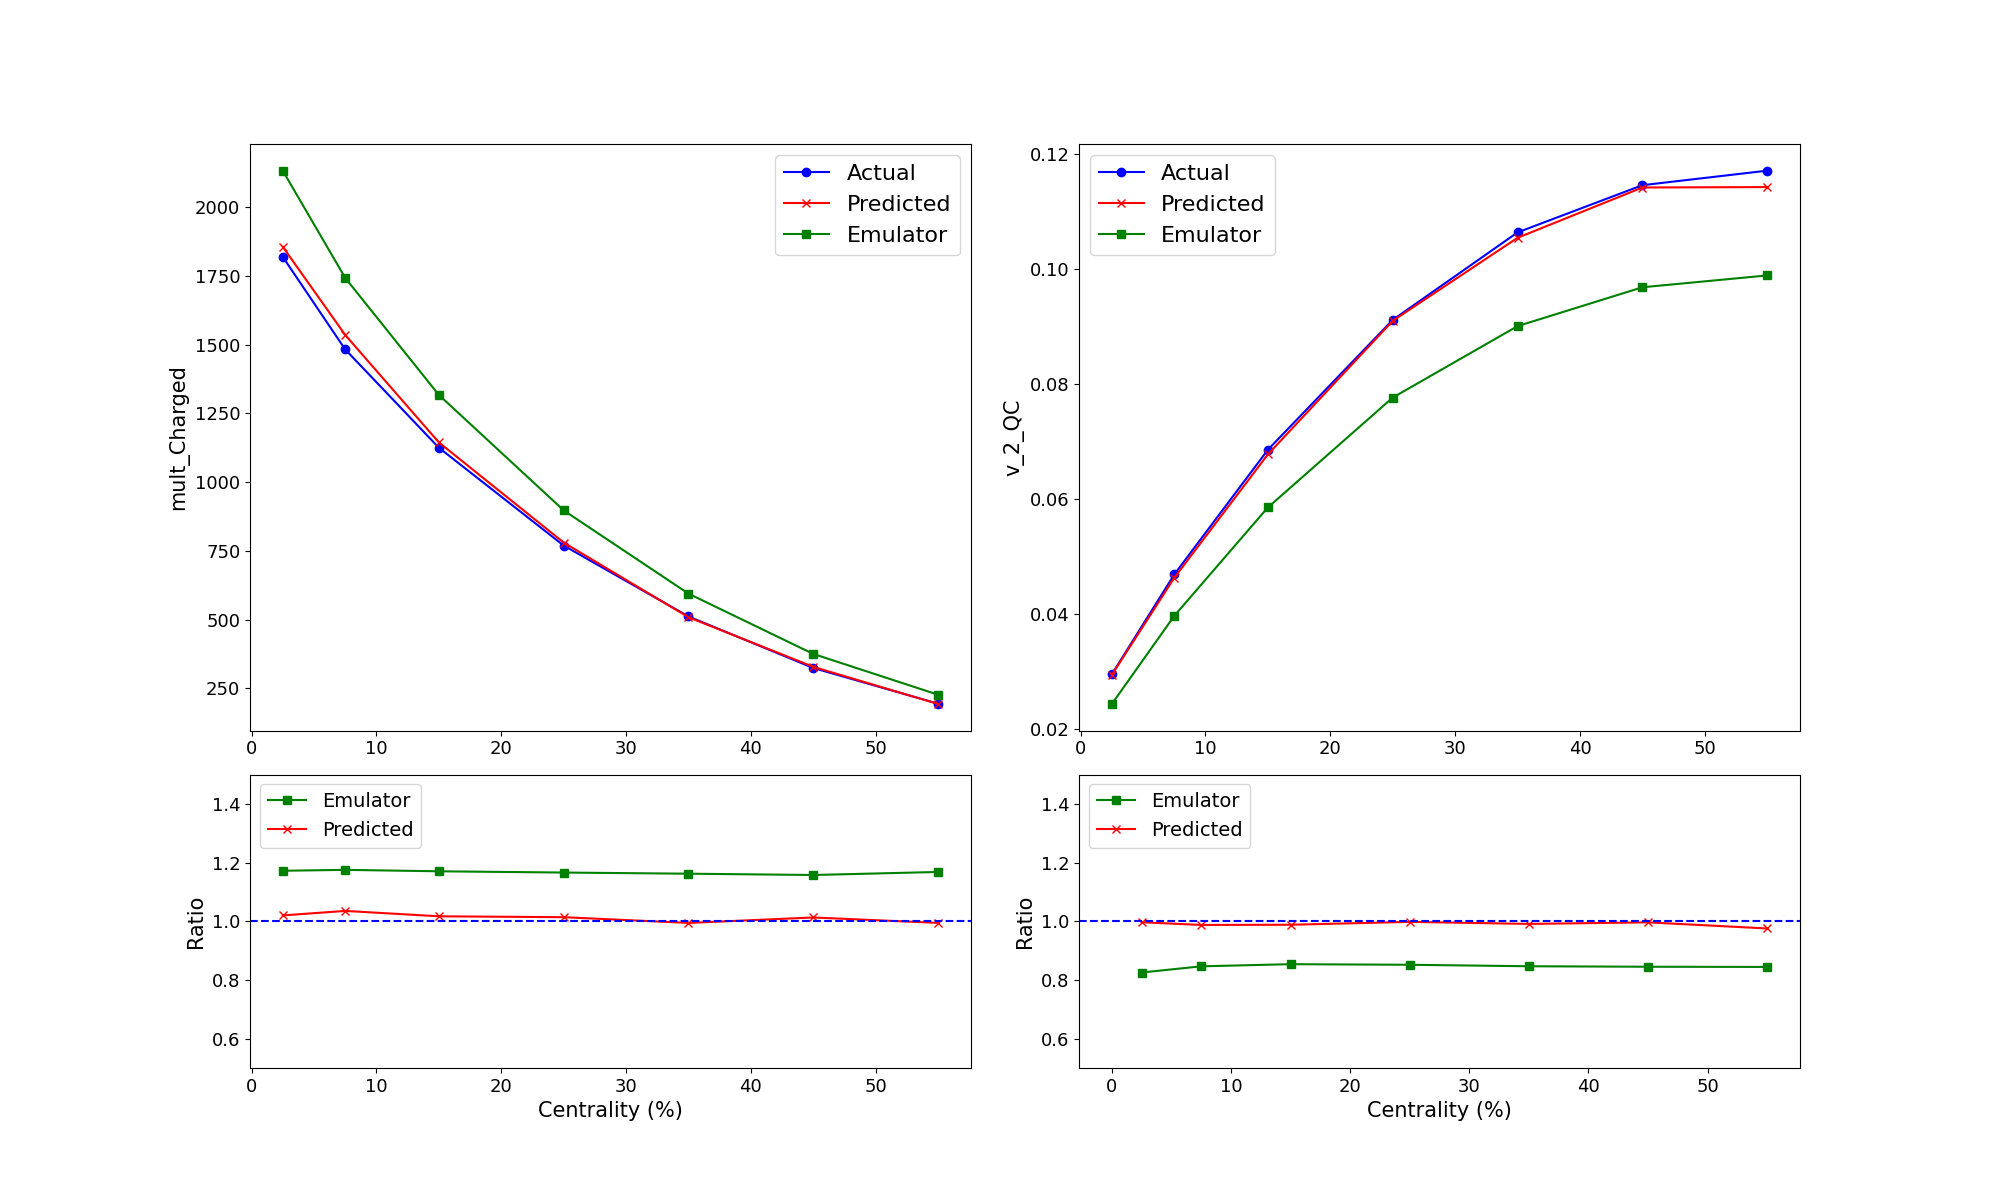 Actual
Predicted
Emulator
2000
1750
1500
1250
1000
750
500
250
mult_Charged
0 10 20 30 40 50
Actual
Predicted
Emulator
0.12
0.10
0.08
0.06
0.04
0.02
v_2_QC
0 10 20 30 40 50
Emulator
Predicted
1.4
1.2
1.0
0.8
0.6
Ratio
0 10 20 30 40 50
Centrality (%)
Emulator
Predicted
1.4
1.2
1.0
0.8
0.6
Ratio
0 10 20 30 40 50
Centrality (%)